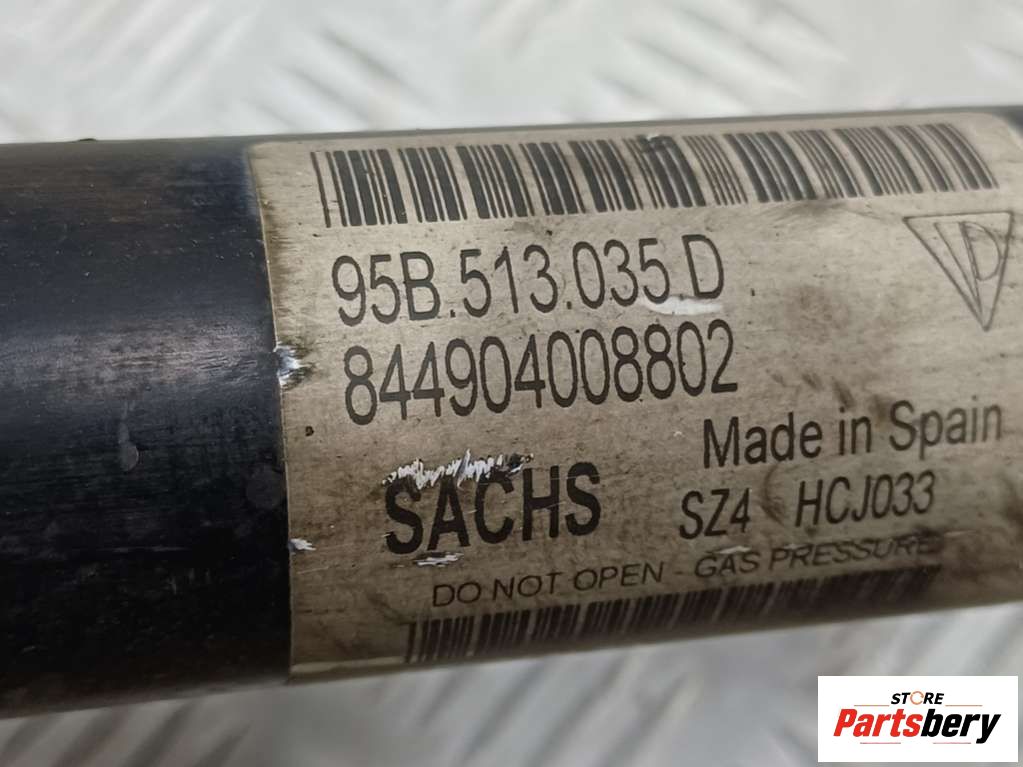 95B.513.035.D
844904008802
Made in Spain
SACHS
SZ4 HCJ033
DO NOT OPEN - GAS PRESSURE
STORE
Partsbery